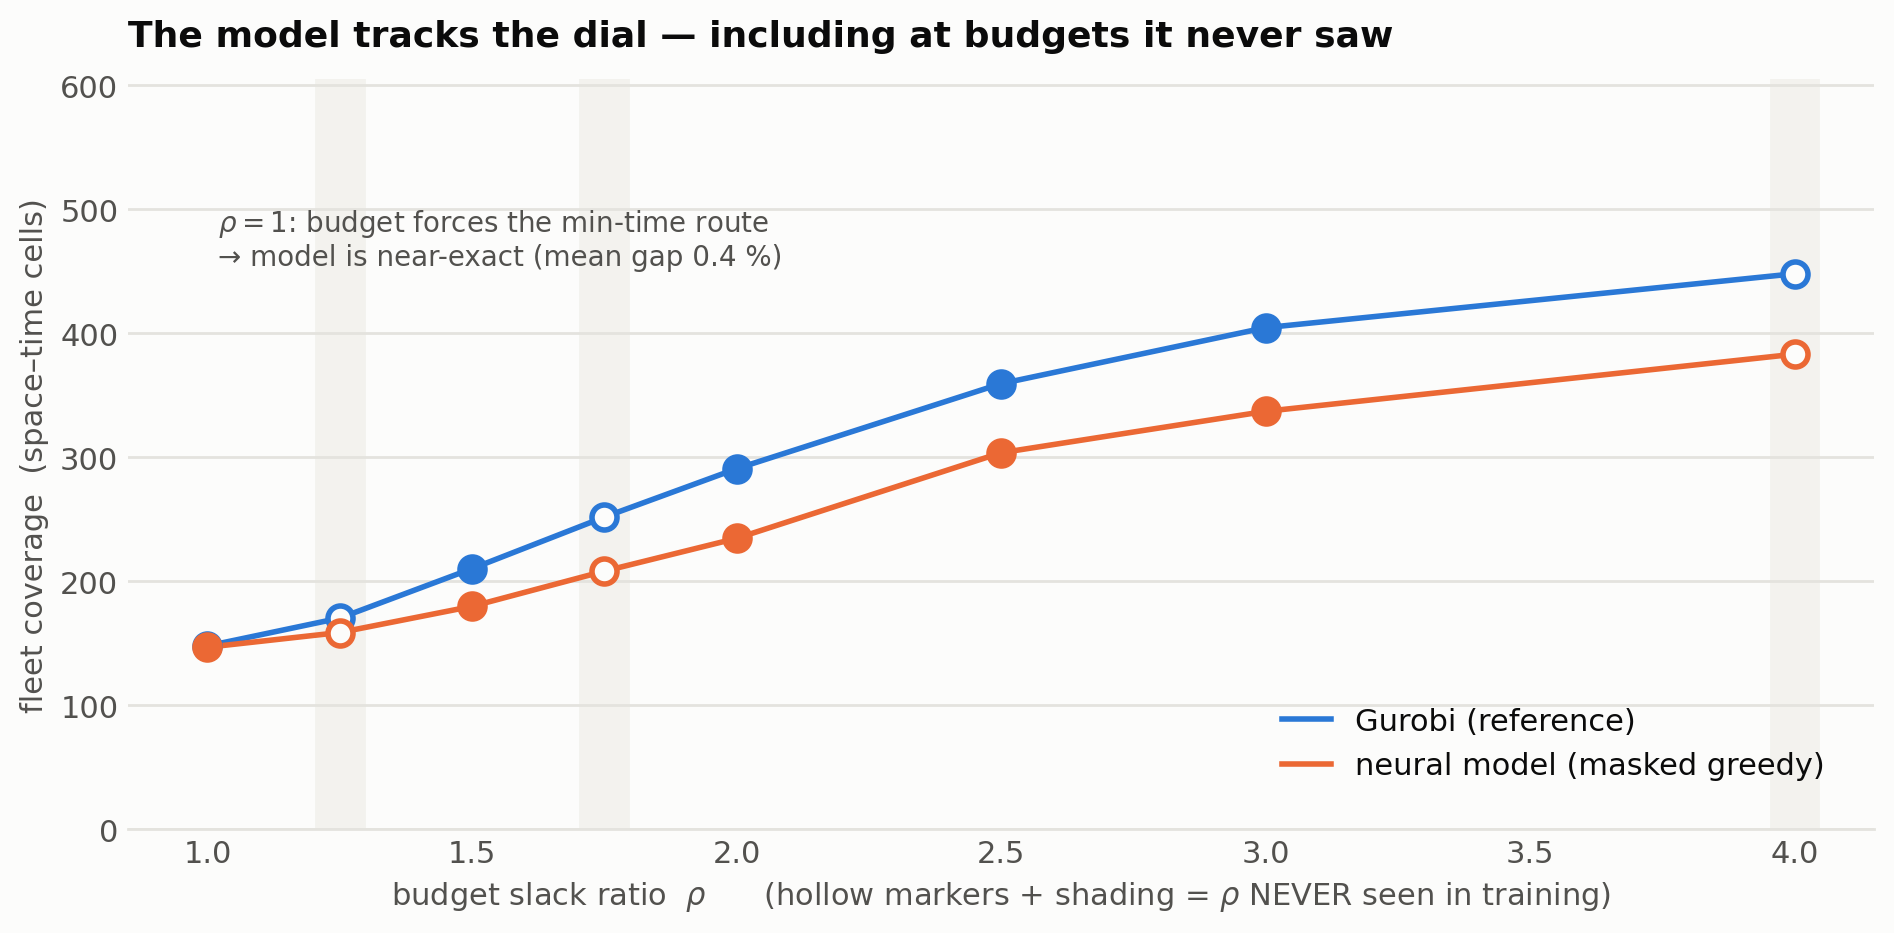 The model tracks the dial — including at budgets it never saw
600
500
400
300
200
100
0
fleet coverage (space–time cells)
ρ = 1: budget forces the min-time route
→ model is near-exact (mean gap 0.4 %)
Gurobi (reference)
neural model (masked greedy)
1.0 1.5 2.0 2.5 3.0 3.5 4.0
budget slack ratio ρ (hollow markers + shading = ρ NEVER seen in training)